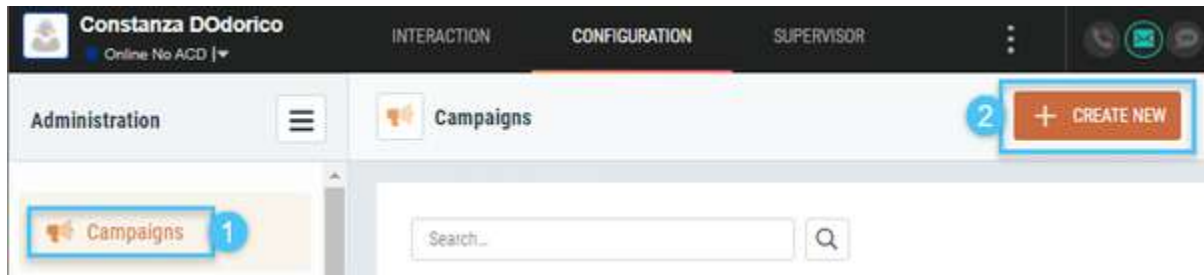 Constanza DOdorico
Online No ACD |
INTERACTION
CONFIGURATION
SUPERVISOR
Administration
Campaigns
2
+ CREATE NEW
Campaigns
1
Search...